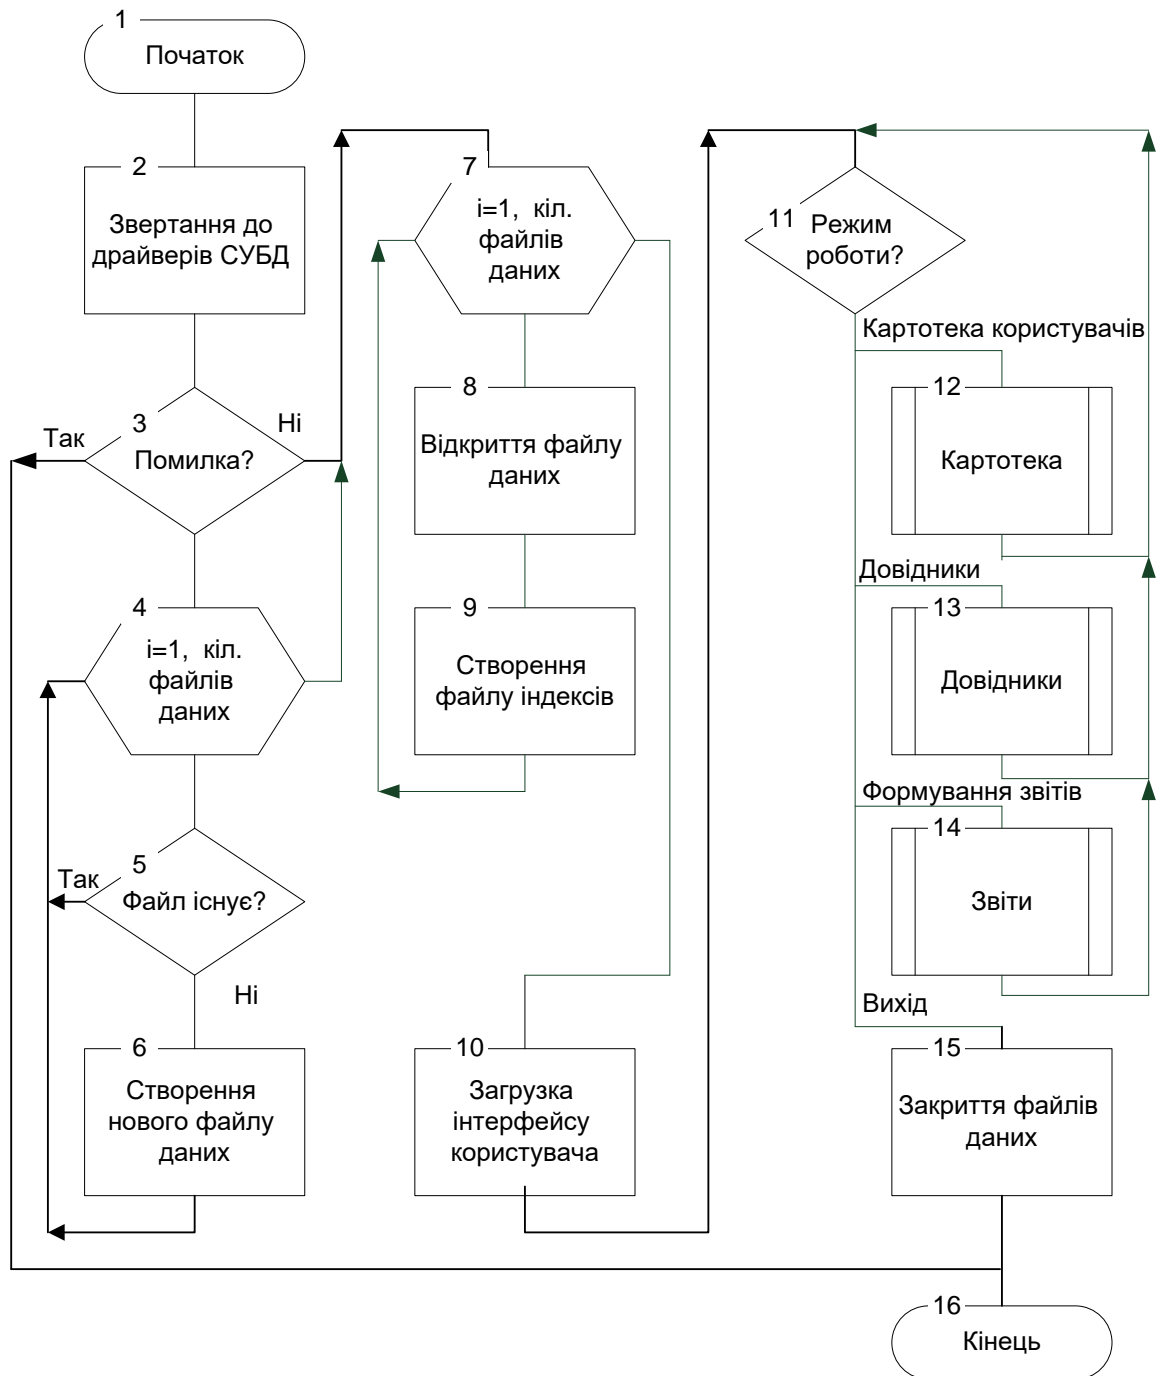 1
Початок
2
Звертання до
драйверів СУБД
3
Помилка?
Так
Ні
4
i=1, кіл.
файлів
даних
5
Файл існує?
Так
Ні
6
Створення
нового файлу
даних
7
i=1, кіл.
файлів
даних
8
Відкриття файлу
даних
9
Створення
файлу індексів
10
Загрузка
інтерфейсу
користувача
11
Режим
роботи?
Картотека користувачів
12
Картотека
Довідники
13
Довідники
Формування звітів
14
Звіти
Вихід
15
Закриття файлів
даних
16
Кінець